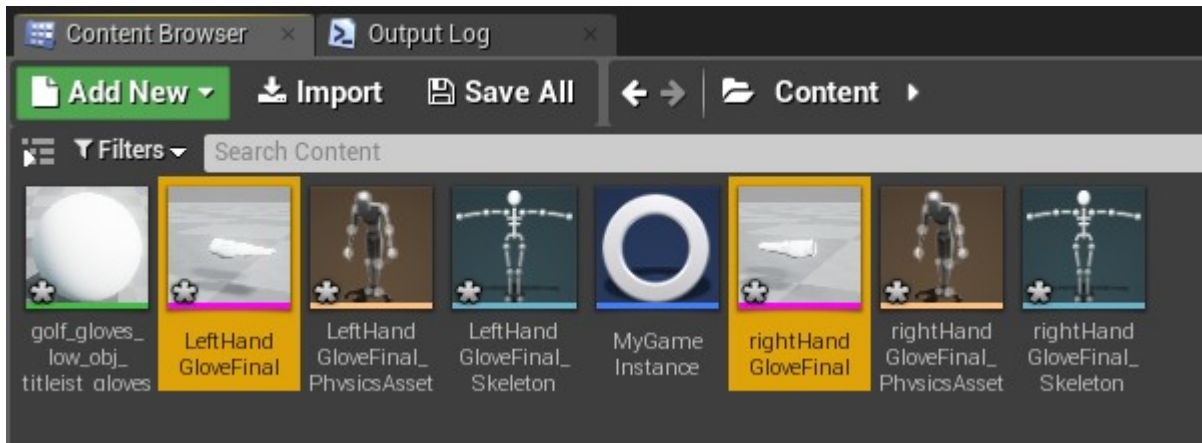 Content Browser
Output Log
Add New
Import
Save All
Content
Filters
Search Content
golf_gloves_
low_obj_
titleist_gloves
LeftHand
GloveFinal
LeftHand
GloveFinal_
PhysicsAsset
LeftHand
GloveFinal_
Skeleton
MyGame
Instance
rightHand
GloveFinal
rightHand
GloveFinal_
PhysicsAsset
rightHand
GloveFinal_
Skeleton